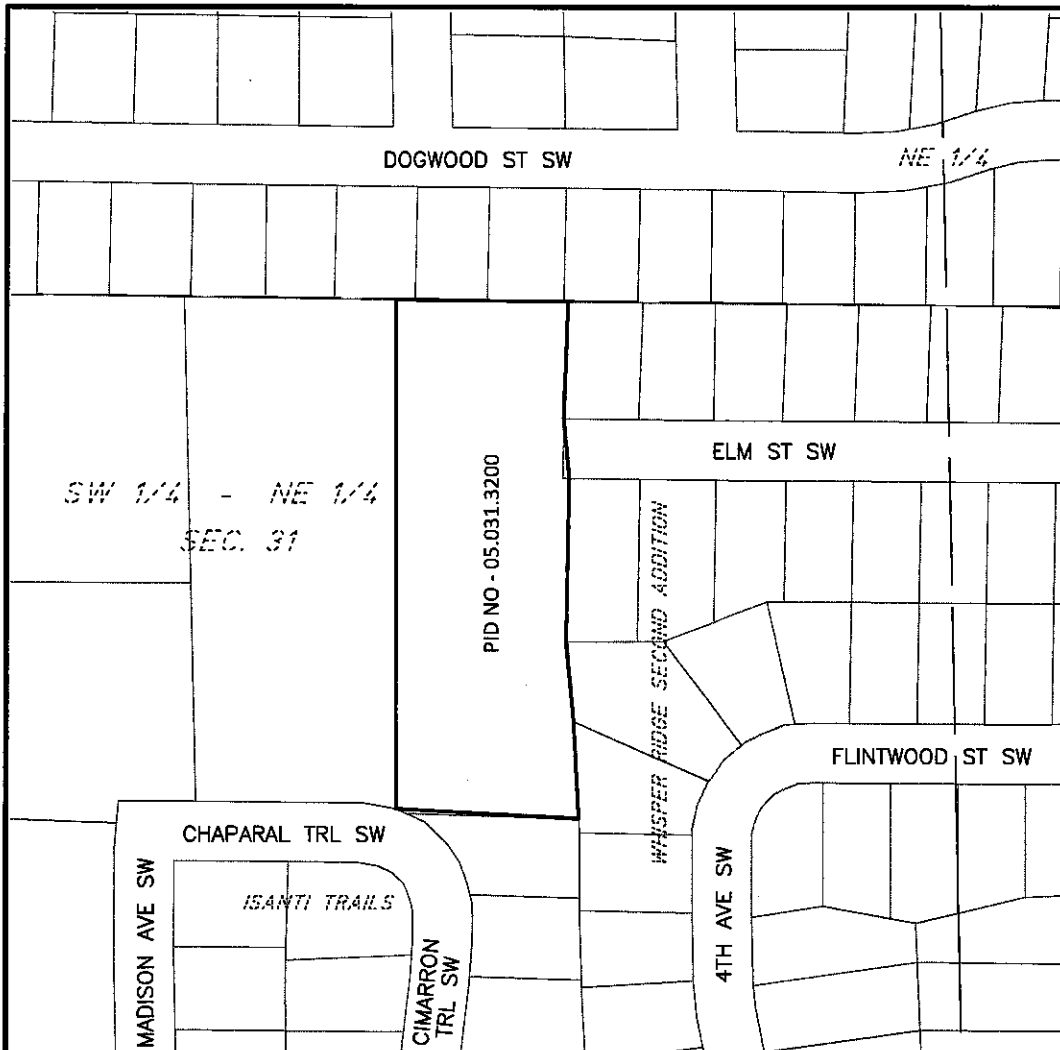 DOGWOOD ST SW
NE 1/4
ELM ST SW
SW 1/4 - NE 1/4
SEC. 31
PID NO - 05.031.3200
WHISPER RIDGE SECOND ADDITION
FLINTWOOD ST SW
CHAPARAL TRL SW
MADISON AVE SW
ISANTI TRAILS
CIMARRON
TRL SW
4TH AVE SW